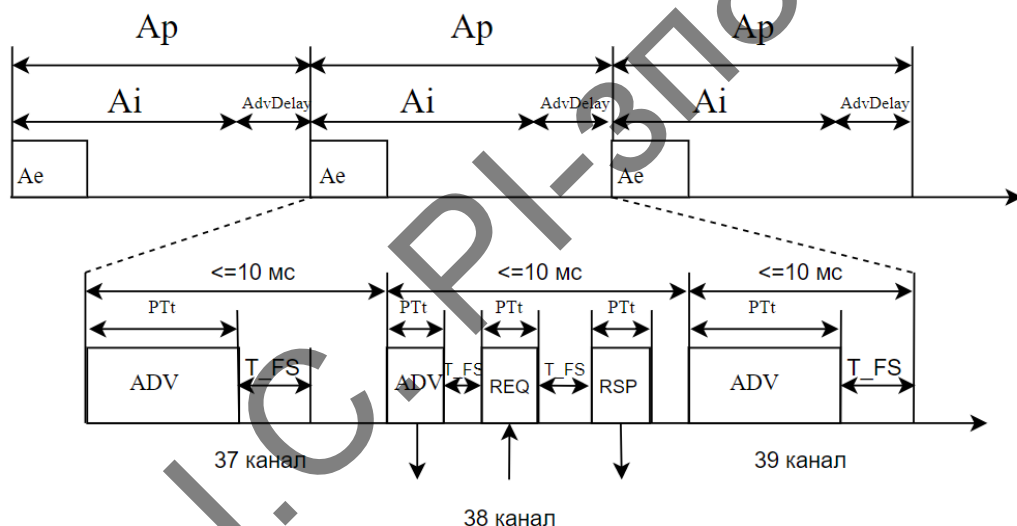 Ap Ap Ap
Ai AdvDelay Ai AdvDelay Ai AdvDelay
Ae Ae Ae
<=10 мс <=10 мс <=10 мс
PTt PTt PTt PTt PTt
ADV T_FS ADV T_FS REQ T_FS RSP ADV T_FS
37 канал 39 канал
38 канал